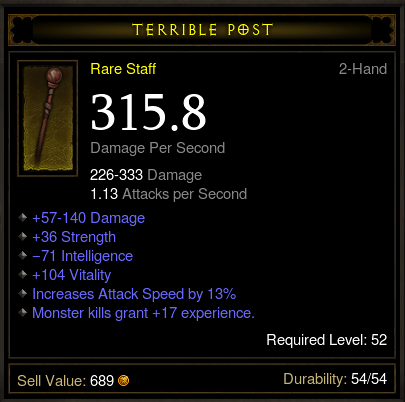 TERRIBLE POST
Rare Staff 2-Hand
315.8
Damage Per Second
226-333 Damage
1.13 Attacks per Second
+57-140 Damage
+36 Strength
−71 Intelligence
+104 Vitality
Increases Attack Speed by 13%
Monster kills grant +17 experience.
Required Level: 52
Sell Value: 689 Durability: 54/54